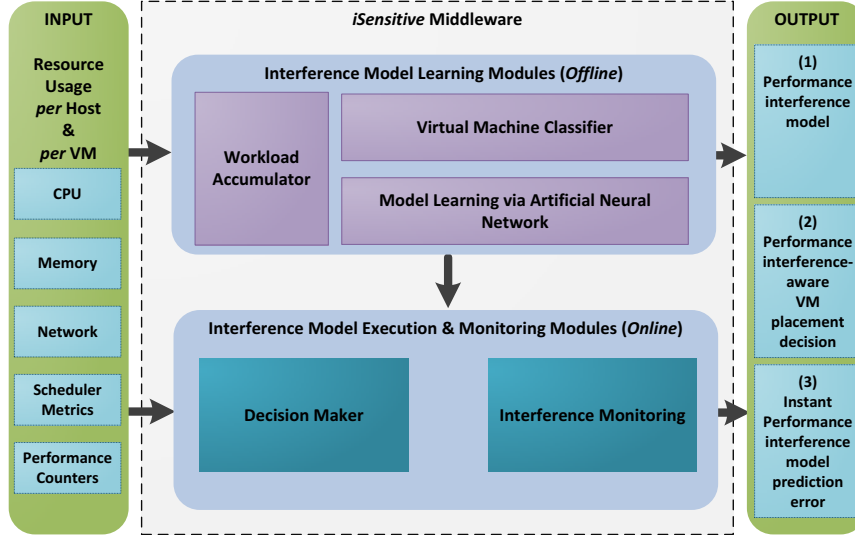 INPUT
Resource
Usage
per Host
&
per VM
CPU
Memory
Network
Scheduler
Metrics
Performance
Counters
iSensitive Middleware
Interference Model Learning Modules (Offline)
Workload
Accumulator
Virtual Machine Classifier
Model Learning via Artificial Neural
Network
Interference Model Execution & Monitoring Modules (Online)
Decision Maker
Interference Monitoring
OUTPUT
(1)
Performance
interference
model
(2)
Performance
interference-
aware
VM
placement
decision
(3)
Instant
Performance
interference
model
prediction
error